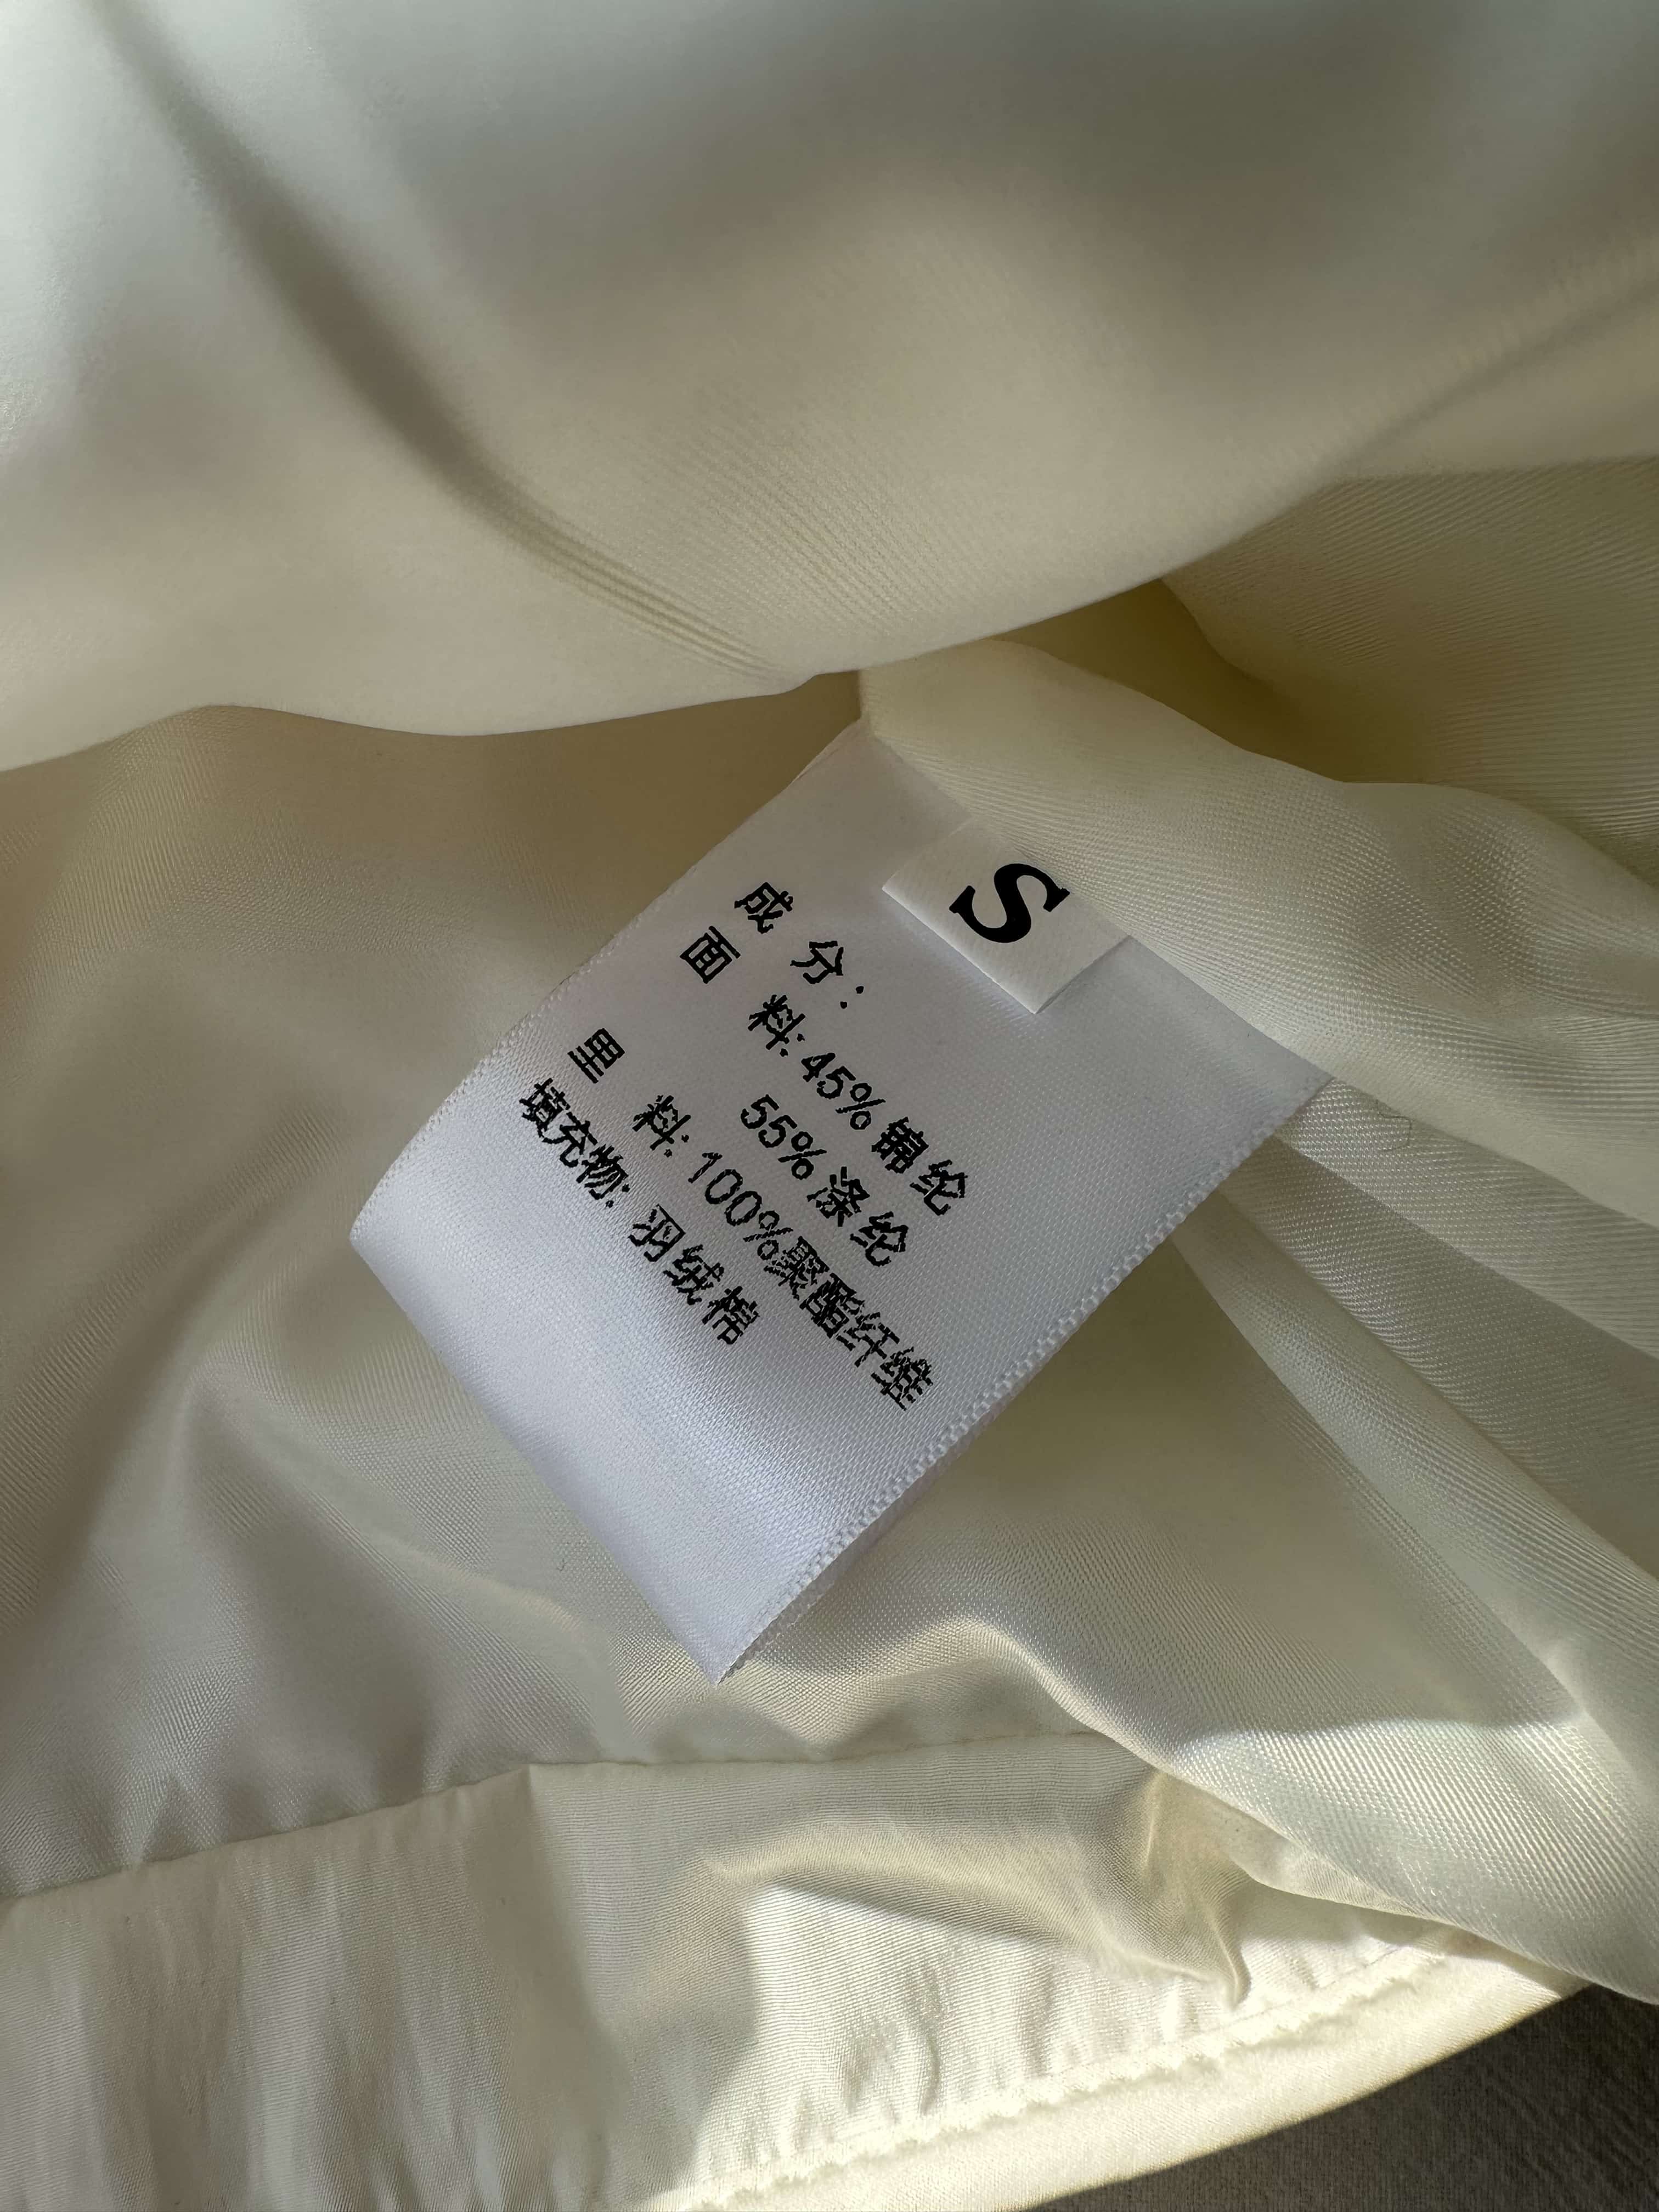 S
成 分：
面 料: 45% 锦 纶
55% 涤 纶
里 料: 100%聚酯纤维
填充物: 羽绒棉